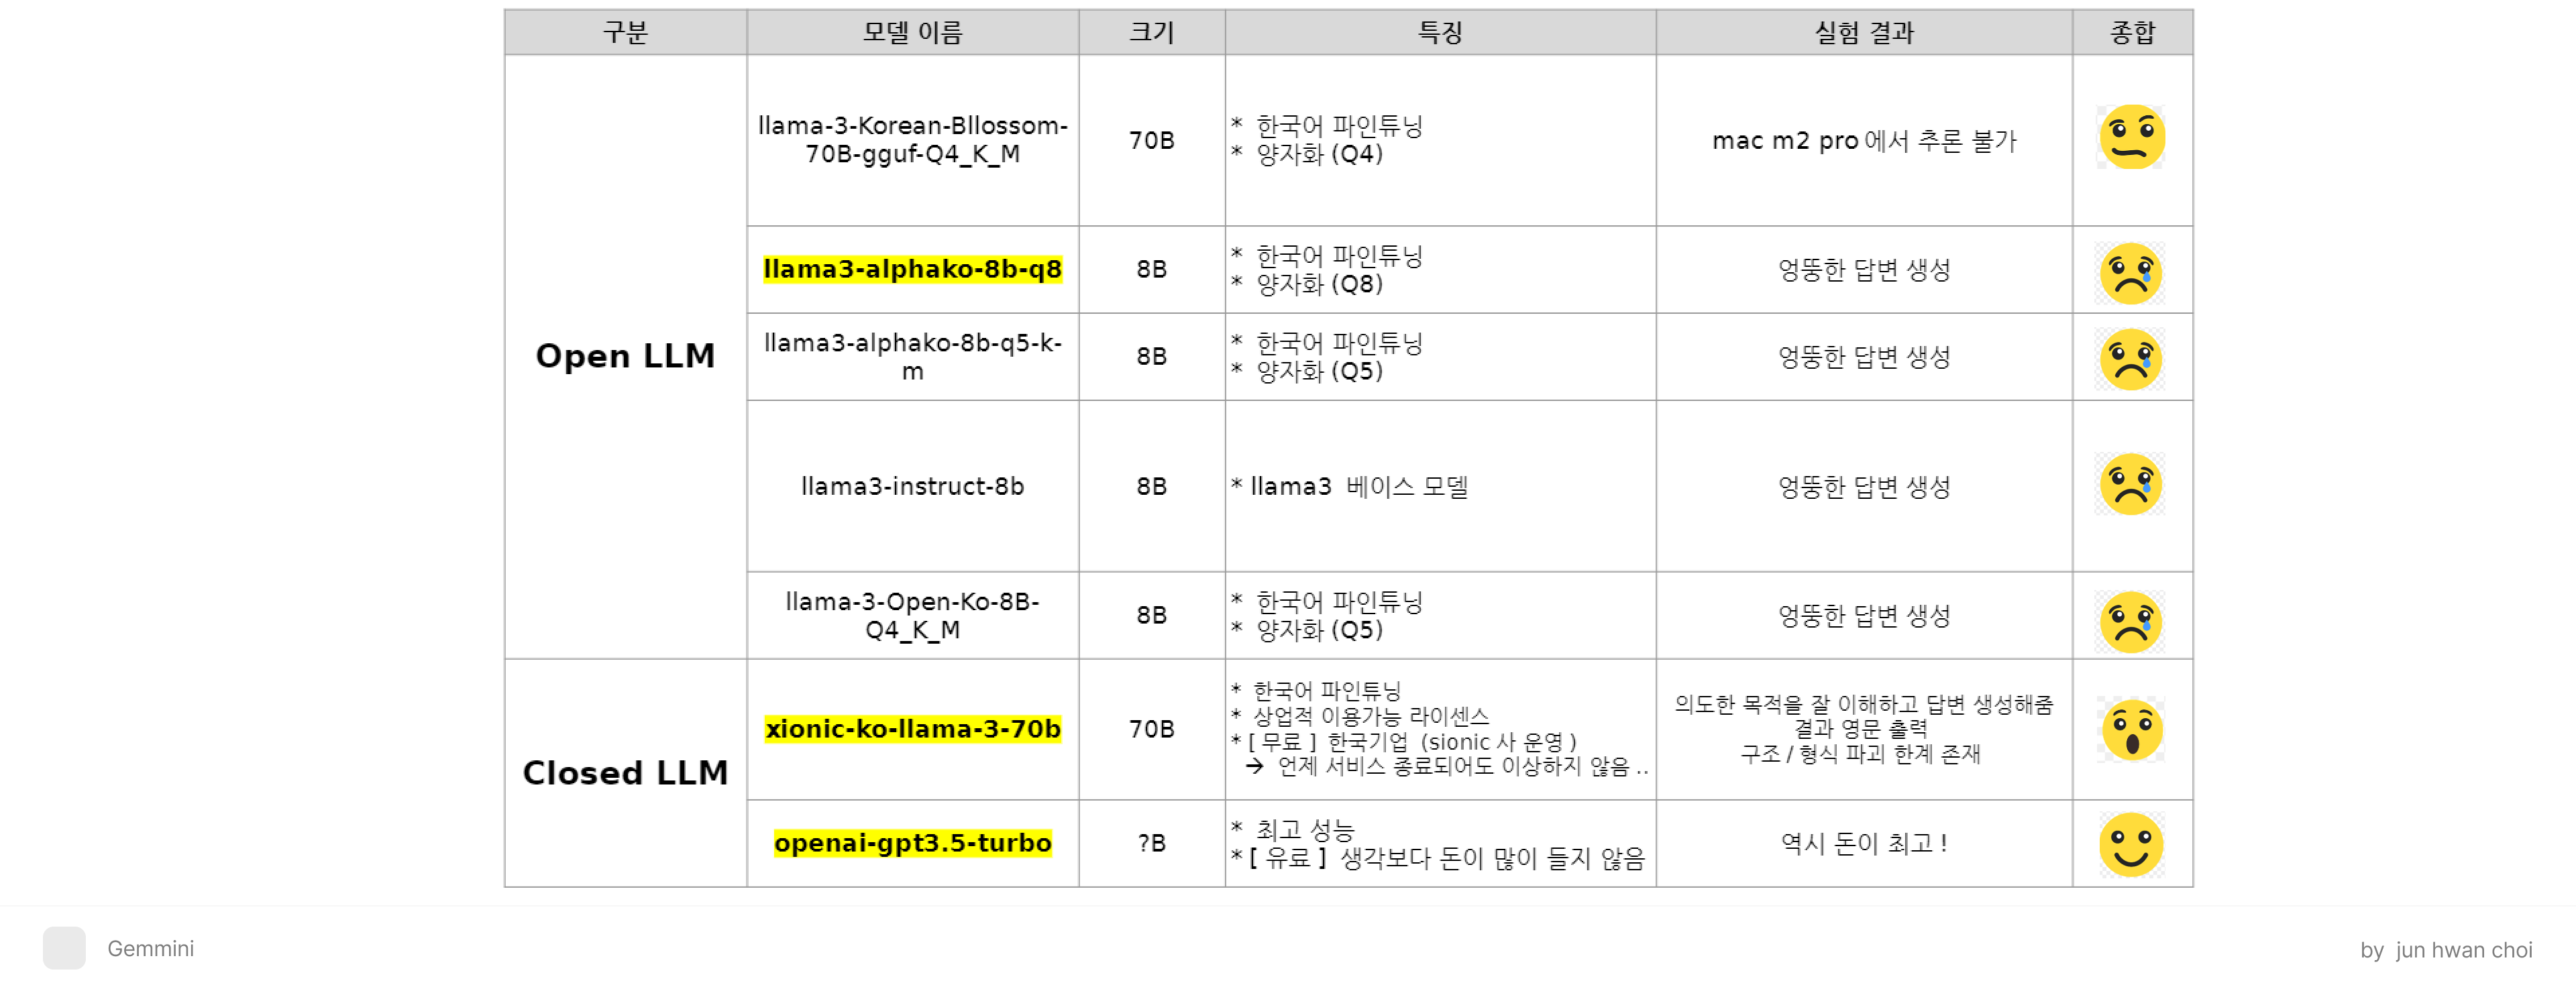 구분 모델 이름 크기 특징 실험 결과 종합
Open LLM
llama-3-Korean-Bllossom-
70B-gguf-Q4_K_M
70B
* 한국어 파인튜닝
* 양자화 (Q4)
mac m2 pro 에서 추론 불가
llama3-alphako-8b-q8
8B
* 한국어 파인튜닝
* 양자화 (Q8)
엉뚱한 답변 생성
llama3-alphako-8b-q5-k-
m
8B
* 한국어 파인튜닝
* 양자화 (Q5)
엉뚱한 답변 생성
llama3-instruct-8b
8B
* llama3 베이스 모델
엉뚱한 답변 생성
llama-3-Open-Ko-8B-
Q4_K_M
8B
* 한국어 파인튜닝
* 양자화 (Q5)
엉뚱한 답변 생성
Closed LLM
xionic-ko-llama-3-70b
70B
* 한국어 파인튜닝
* 상업적 이용가능 라이센스
* [ 무료 ] 한국기업 (sionic 사 운영 )
→ 언제 서비스 종료되어도 이상하지 않음 ..
의도한 목적을 잘 이해하고 답변 생성해줌
결과 영문 출력
구조 / 형식 파괴 한계 존재
openai-gpt3.5-turbo
?B
* 최고 성능
* [ 유료 ] 생각보다 돈이 많이 들지 않음
역시 돈이 최고 !
Gemmini
by jun hwan choi